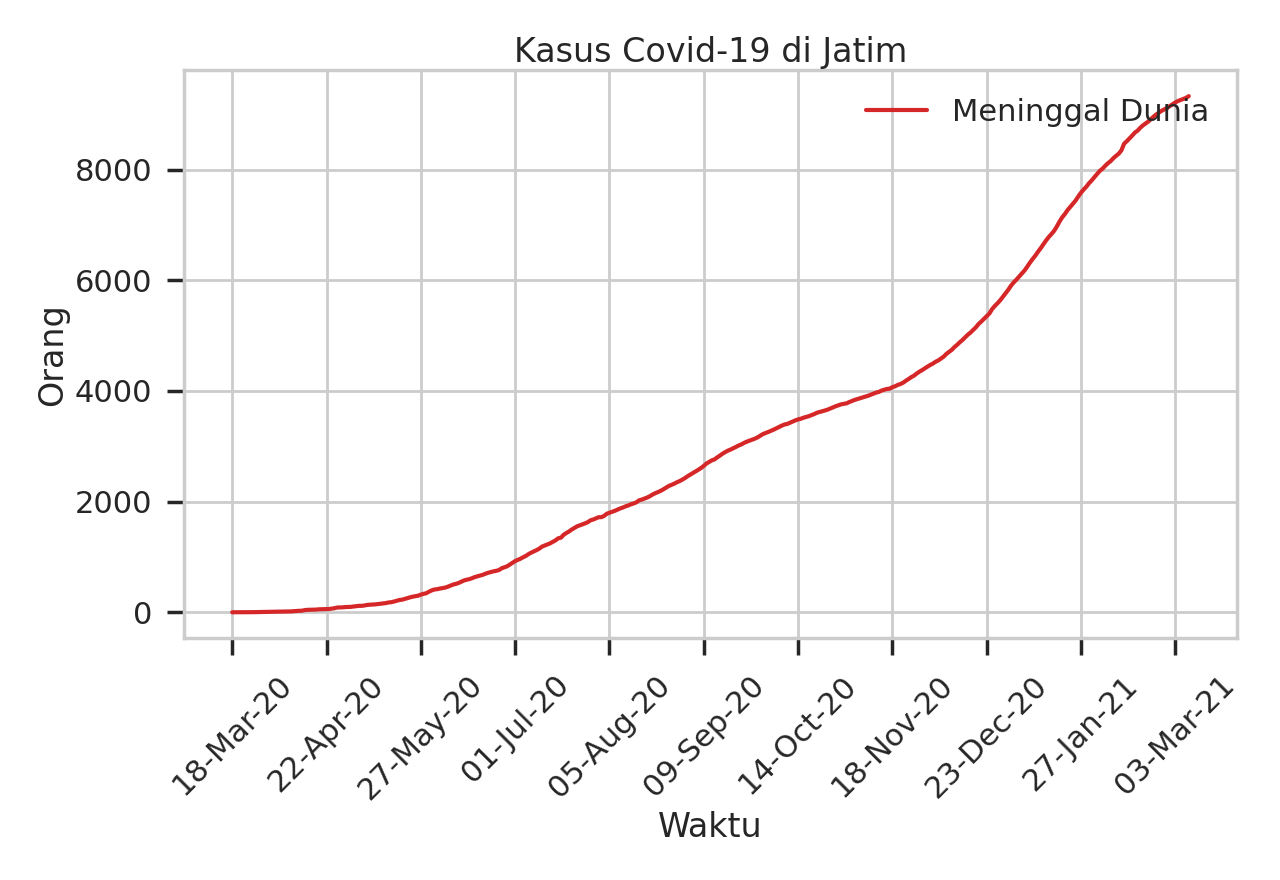 Kasus Covid-19 di Jatim
Meninggal Dunia
Orang
8000
6000
4000
2000
0
18-Mar-20
22-Apr-20
27-May-20
01-Jul-20
05-Aug-20
09-Sep-20
14-Oct-20
18-Nov-20
23-Dec-20
27-Jan-21
03-Mar-21
Waktu